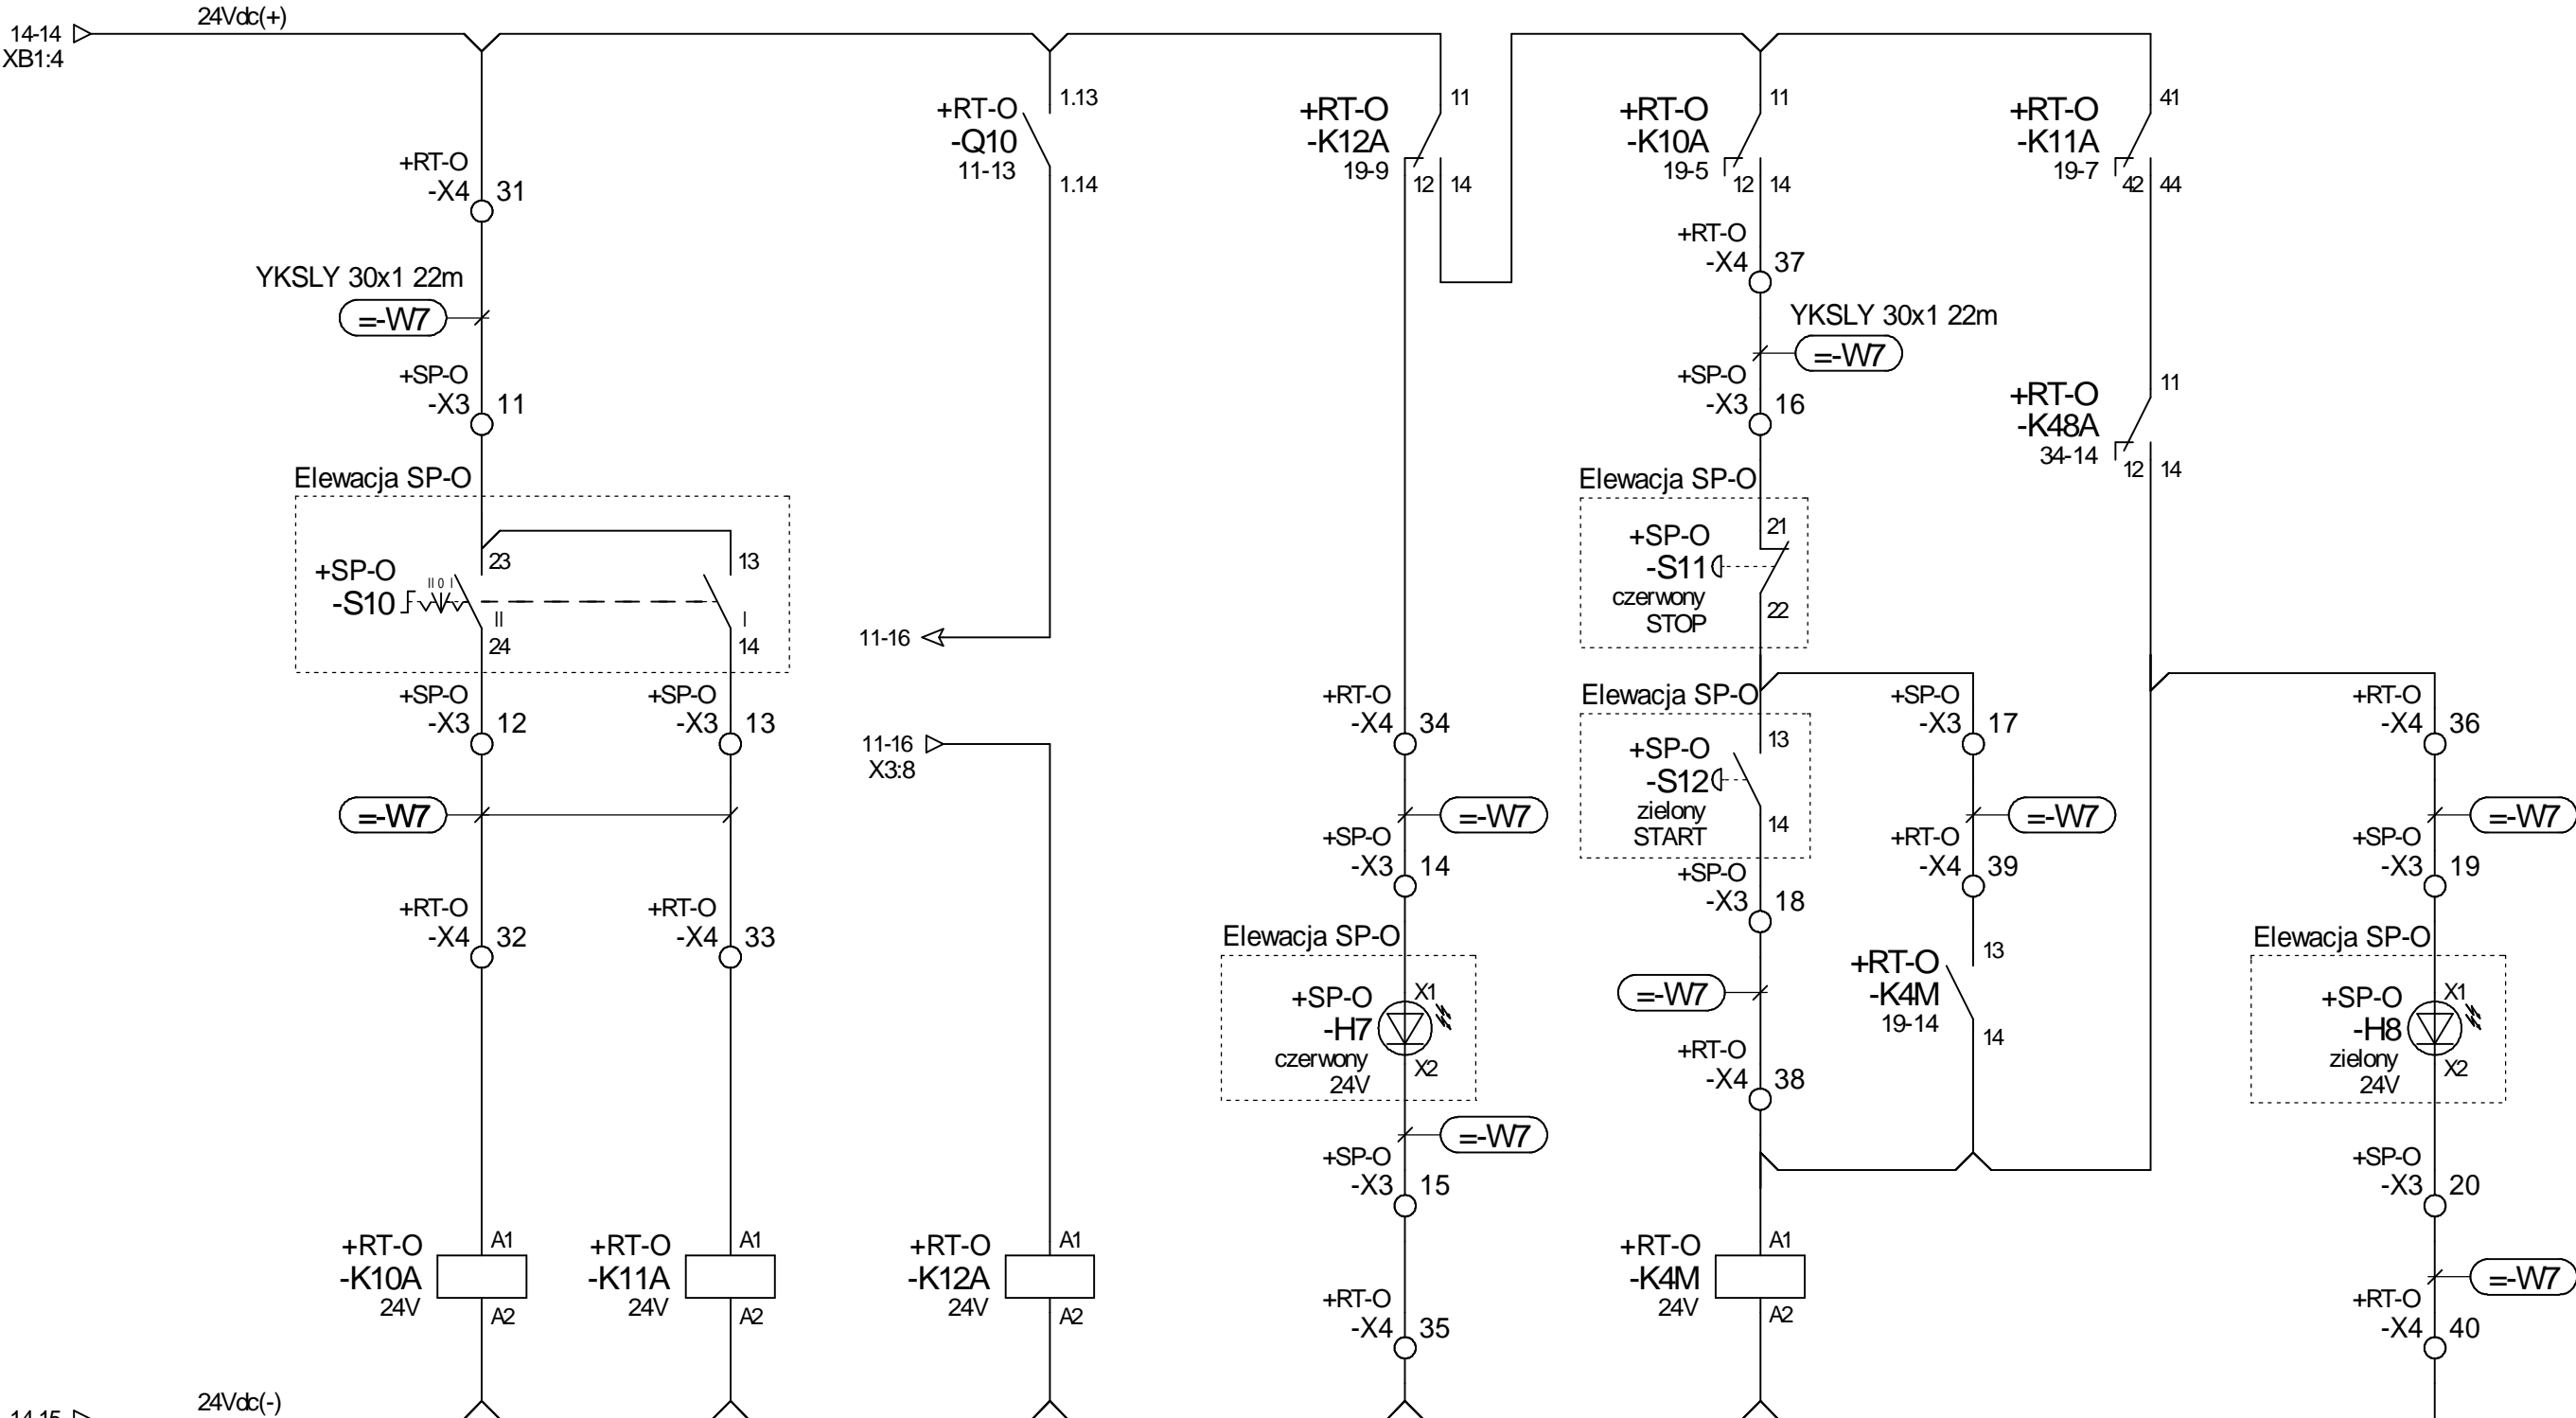 24Vdc(+)
14-14
XB1:4
+RT-O
-X4 31
YKSLY 30x1 22m
=-W7
+SP-O
-X3 11
Elewacja SP-O
+SP-O
-S10
II 0 I
23
II
24
13
I
14
+SP-O
-X3 12
+SP-O
-X3 13
=-W7
+RT-O
-X4 32
+RT-O
-X4 33
+RT-O
-K10A
24V
A1
A2
+RT-O
-K11A
24V
A1
A2
+RT-O
-Q10
11-13
1.13
1.14
11-16
11-16
X3:8
+RT-O
-K12A
24V
A1
A2
+RT-O
-K12A
19-9
11
12 14
+RT-O
-X4 34
=-W7
+SP-O
-X3 14
Elewacja SP-O
+SP-O
-H7
czerwony
24V
X1
X2
=-W7
+SP-O
-X3 15
+RT-O
-X4 35
+RT-O
-K10A
19-5
11
12 14
+RT-O
-X4 37
YKSLY 30x1 22m
=-W7
+SP-O
-X3 16
Elewacja SP-O
+SP-O
-S11
czerwony
STOP
21
22
Elewacja SP-O
+SP-O
-S12
zielony
START
13
14
+SP-O
-X3 18
=-W7
+RT-O
-X4 38
+RT-O
-K4M
24V
A1
A2
+SP-O
-X3 17
=-W7
+RT-O
-X4 39
+RT-O
-K4M
19-14
13
14
+RT-O
-K11A
19-7
41
42 44
+RT-O
-K48A
34-14
11
12 14
+RT-O
-X4 36
=-W7
+SP-O
-X3 19
Elewacja SP-O
+SP-O
-H8
zielony
24V
X1
X2
+SP-O
-X3 20
=-W7
+RT-O
-X4 40
24Vdc(-)
14-15